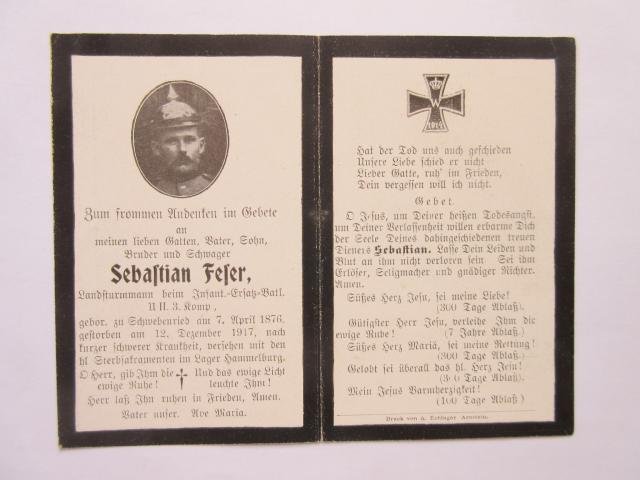 Zum frommen Andenken im Gebete
an
meinen lieben Gatten, Vater, Sohn,
Bruder und Schwager
Sebastian Feser,
Landsturmmann beim Infant.-Ersatz-Batl.
II. 3. Komp,
gebor. zu Schwebenried am 7. April 1876,
gestorben am 12. Dezember 1917, nach
kurzer schwerer Krankheit, versehen mit den
hl Sterbsakramenten im Lager Hammelburg.
O Herr, gib Ihm die Und das ewige Licht
ewige Ruhe! leuchte Ihm!
Herr laß Ihn ruhen in Frieden, Amen.
Vater unser. Ave Maria.
W
1914
Hat der Tod uns auch geschieden
Unsere Liebe schied er nicht
Lieber Gatte, ruh' im Frieden,
Dein vergessen will ich nicht.
Gebet.
O Jesus, um Deiner heißen Todesangst,
um Deiner Verlassenheit willen erbarme Dich
der Seele Deines dahingeschiedenen treuen
Dieners Sebastian. Lasse Dein Leiden und
Blut an ihm nicht verloren sein Sei ihm
Erlöser, Seligmacher und gnädiger Richter.
Amen.
Süßes Herz Jesu, sei meine Liebe!
(300 Tage Ablaß.)
Gütigster Herr Jesu, verleihe Ihm die
ewige Ruhe! (7 Jahre Ablaß.)
Süßes Herz Mariä, sei meine Rettung!
(300 Tage Ablaß.)
Gelobt sei überall das hl. Herz Jesu!
(300 Tage Ablaß)
Mein Jesus Barmherzigkeit!
(100 Tage Ablaß)
Druck von A. Arnstein.